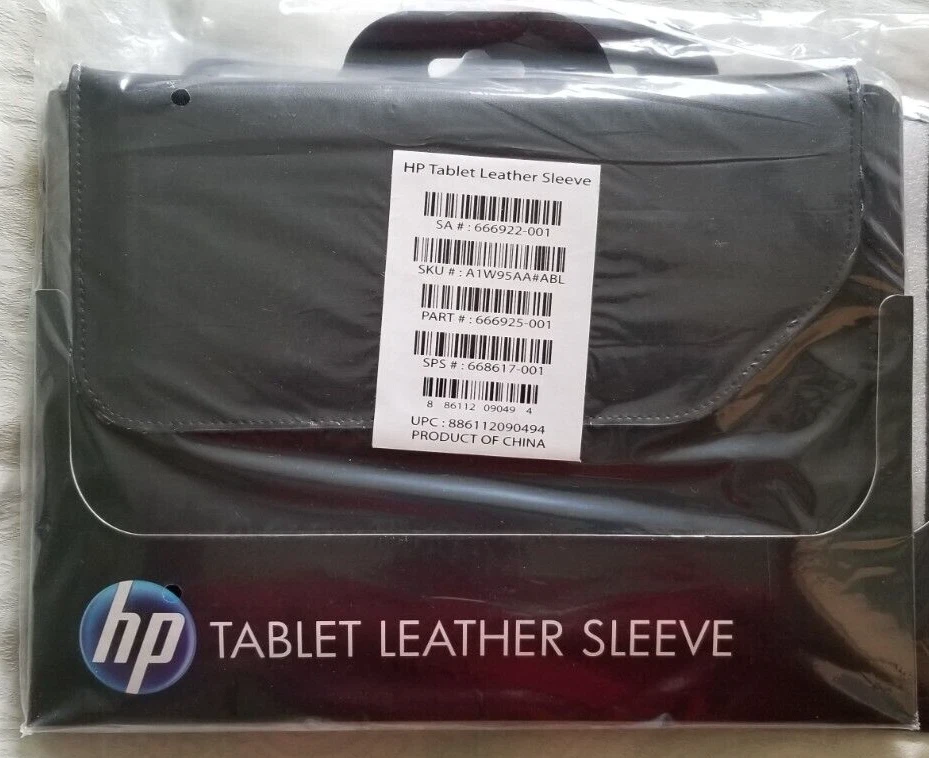 HP Tablet Leather Sleeve
SA # : 666922-001
SKU # : A1W95AA#ABL
PART # : 666925-001
SPS # : 668617-001
8 86112 09049 4
UPC : 886112090494
PRODUCT OF CHINA
hp TABLET LEATHER SLEEVE